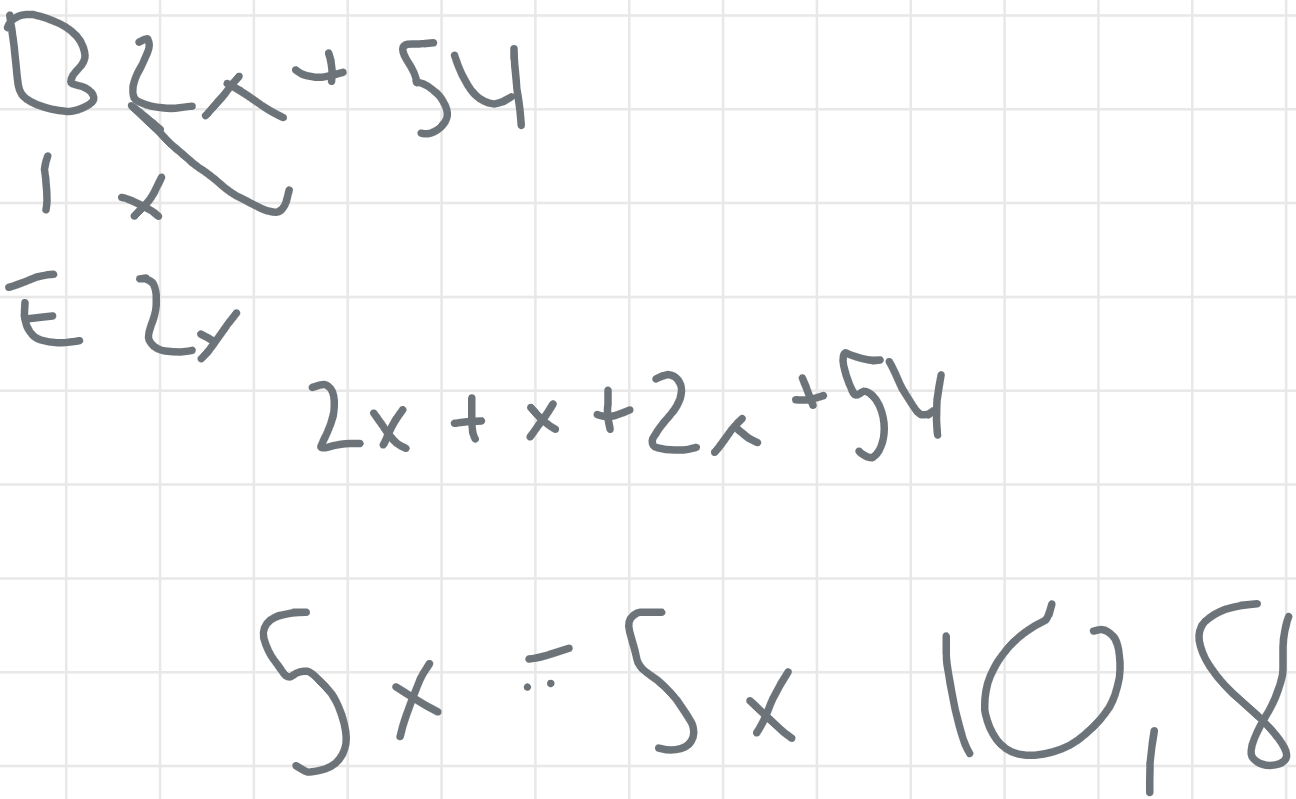 B 2x + 54
1 x
E 2x
2x + x + 2x + 54
5x ÷ 5x 10,8